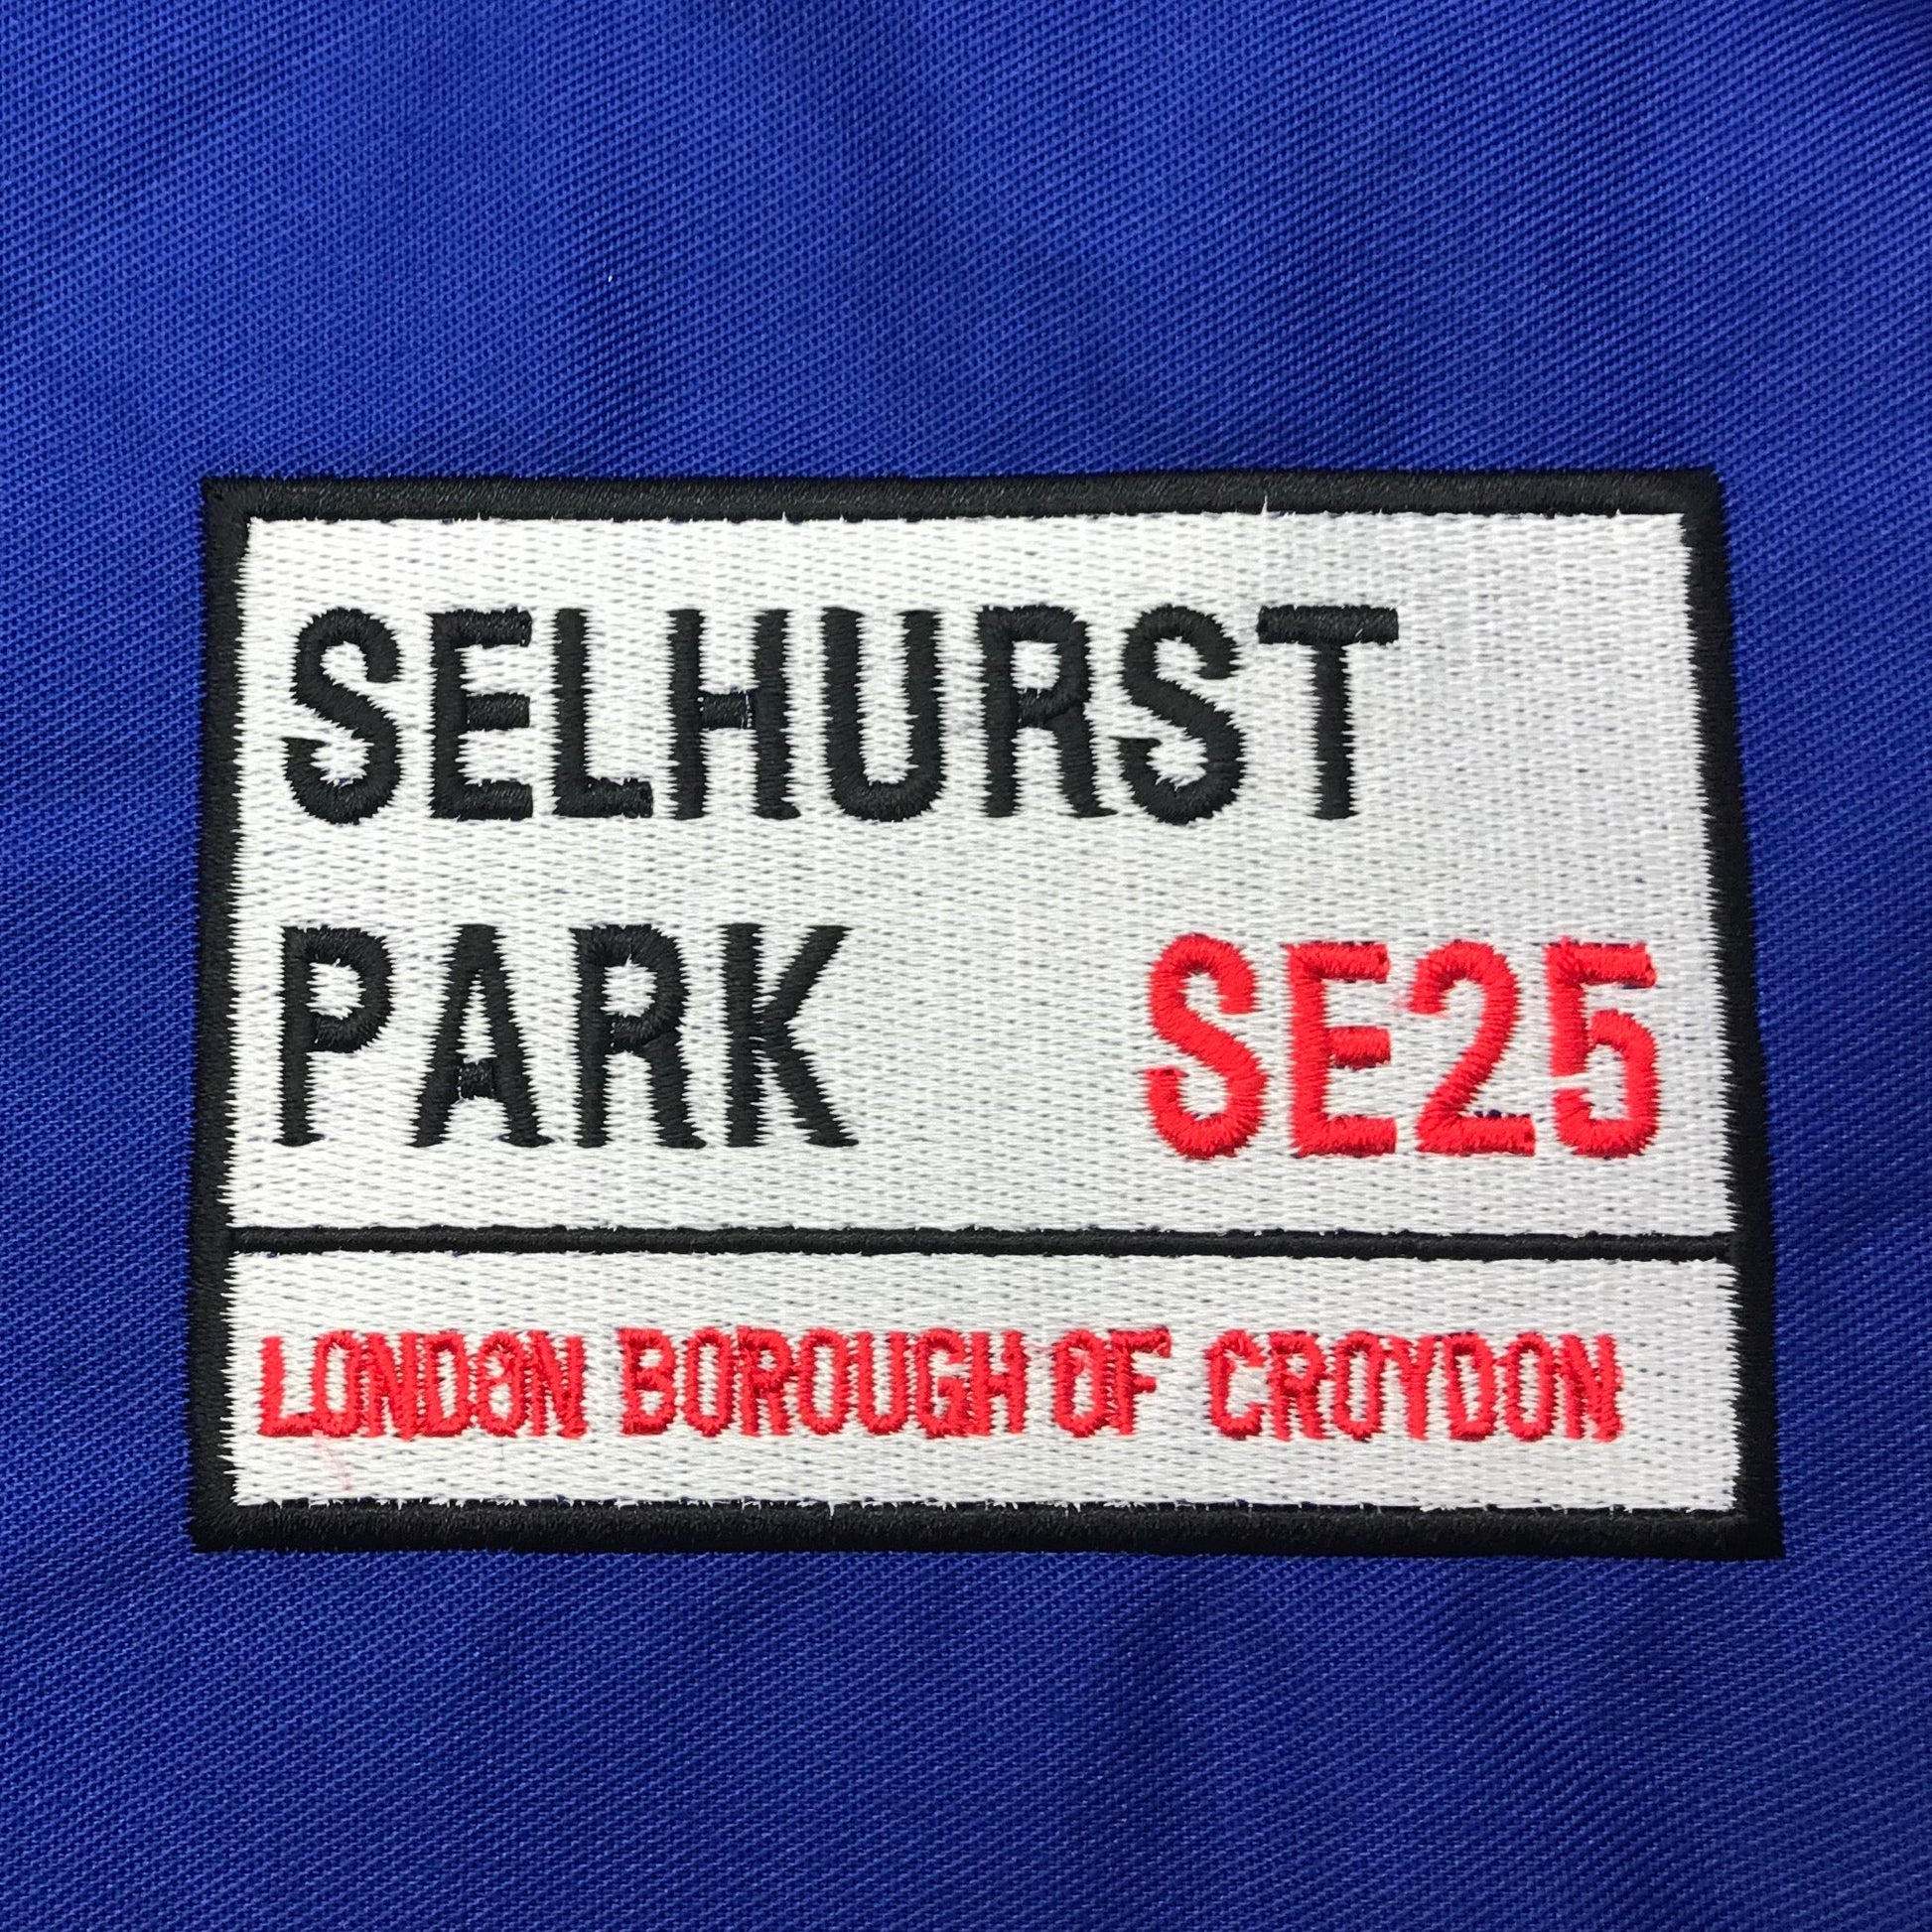 SELHURST
PARK SE25
LONDON BOROUGH OF CROYDON